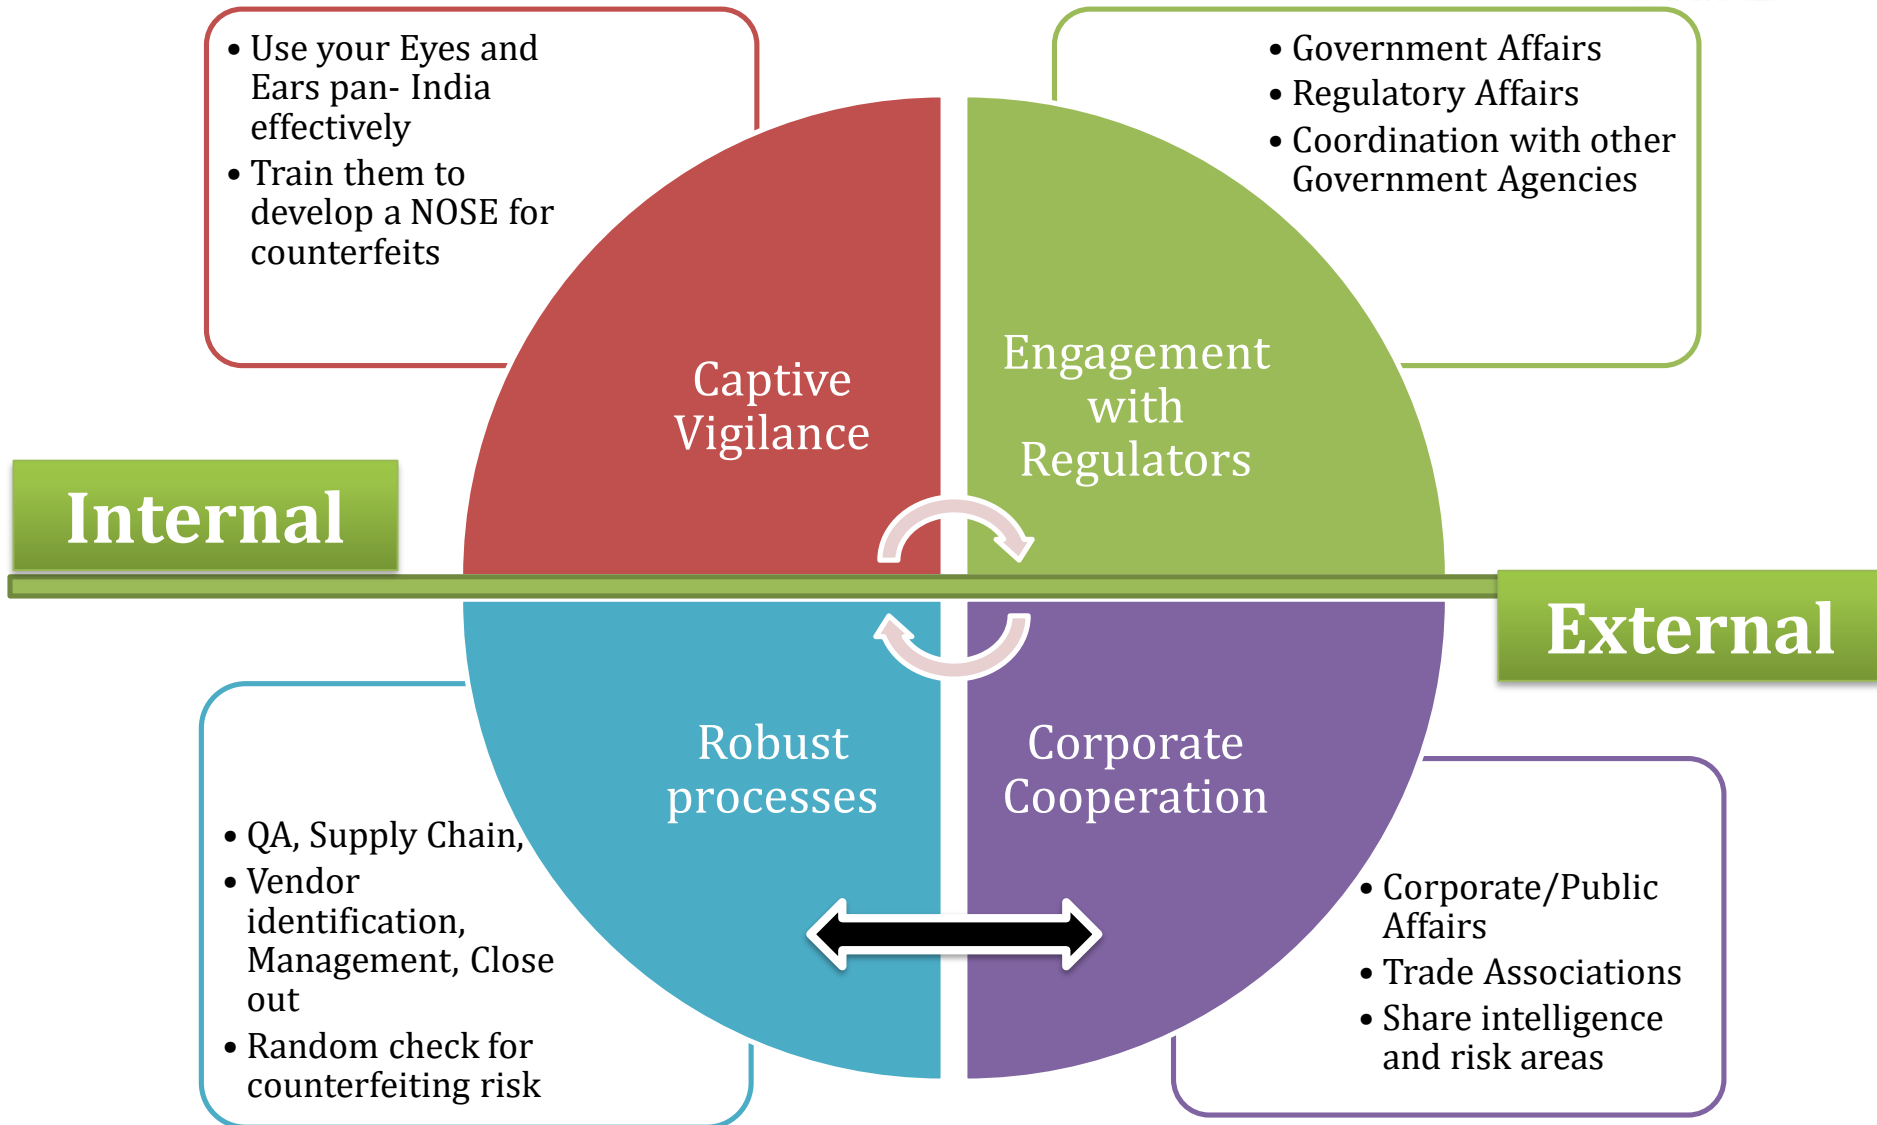 • Use your Eyes and
Ears pan- India
effectively
• Train them to
develop a NOSE for
counterfeits
• Government Affairs
• Regulatory Affairs
• Coordination with other
Government Agencies
Captive
Vigilance
Engagement
with
Regulators
Internal
External
Robust
processes
Corporate
Cooperation
• QA, Supply Chain,
• Vendor
identification,
Management, Close
out
• Random check for
counterfeiting risk
• Corporate/Public
Affairs
• Trade Associations
• Share intelligence
and risk areas